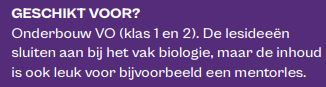 GESCHIKT VOOR?
Onderbouw VO (klas 1 en 2). De lesideeën
sluiten aan bij het vak biologie, maar de inhoud
is ook leuk voor bijvoorbeeld een mentorles.